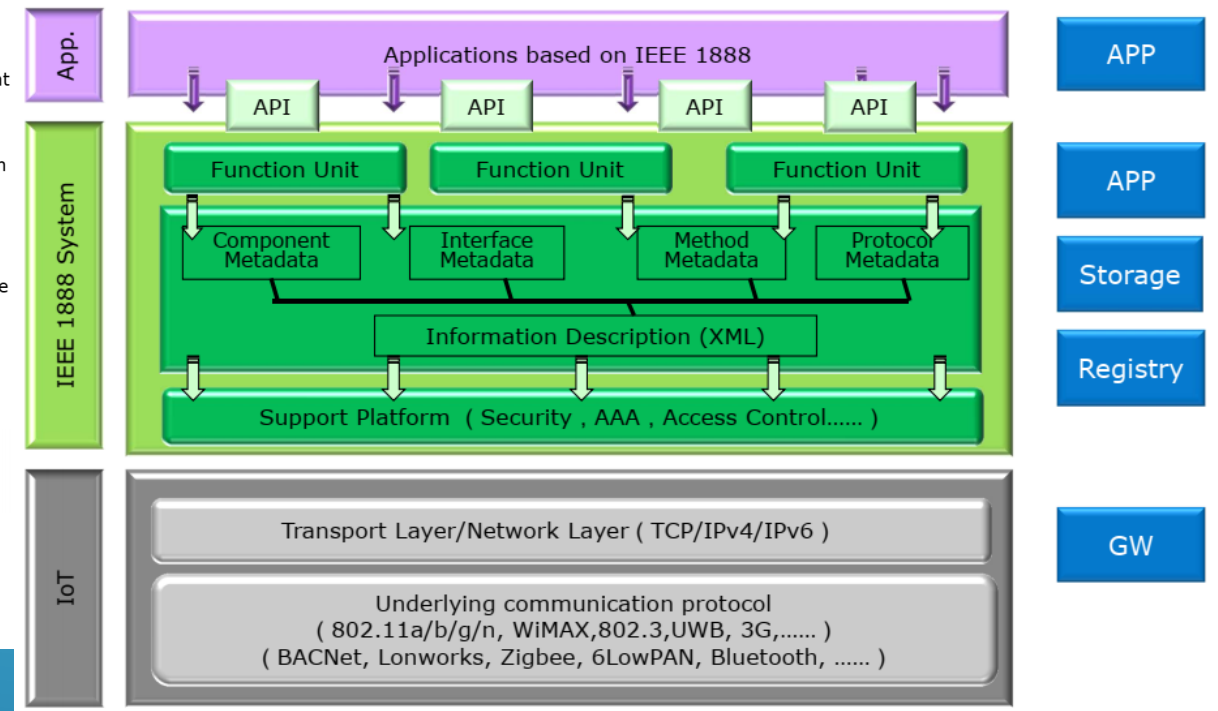 App.
Applications based on IEEE 1888
APP
API
API
API
API
IEEE 1888 System
Function Unit
Function Unit
Function Unit
APP
Component
Metadata
Interface
Metadata
Method
Metadata
Protocol
Metadata
Storage
Information Description (XML)
Registry
Support Platform ( Security , AAA , Access Control...... )
IoT
Transport Layer/Network Layer ( TCP/IPv4/IPv6 )
GW
Underlying communication protocol
( 802.11a/b/g/n, WiMAX,802.3,UWB, 3G,...... )
( BACNet, Lonworks, Zigbee, 6LowPAN, Bluetooth, ...... )